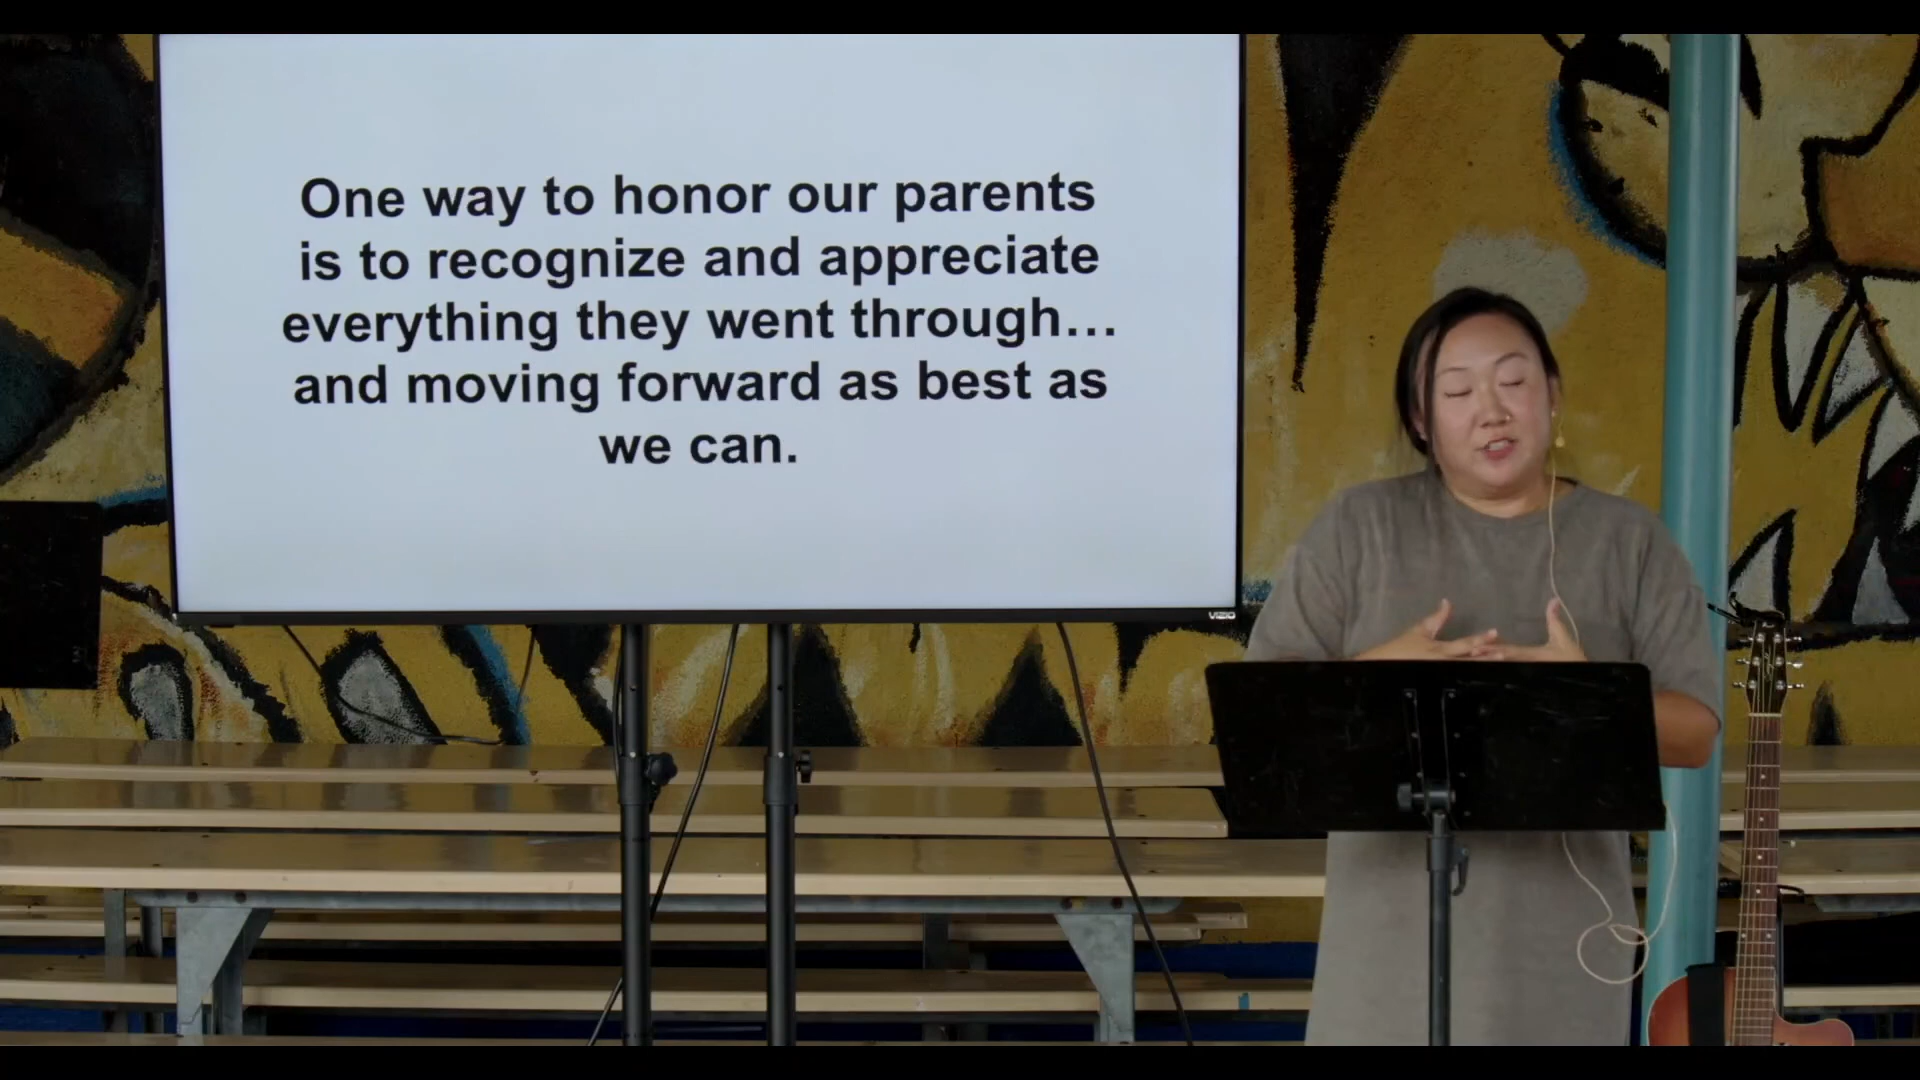 One way to honor our parents
is to recognize and appreciate
everything they went through…
and moving forward as best as
we can.
VIZIO